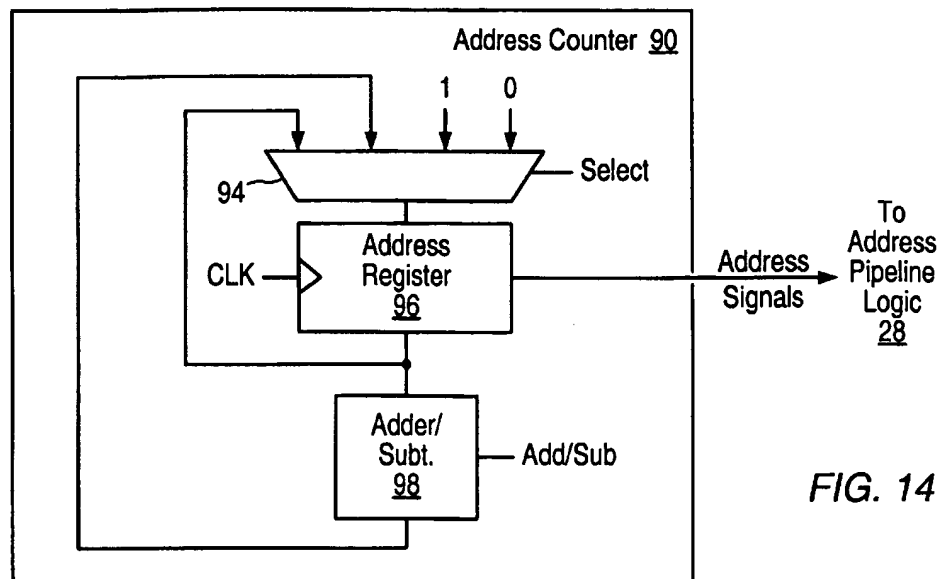 Address Counter 90
1 0
94
Select
Address
Register
96
CLK
Address
Signals
To
Address
Pipeline
Logic
28
Adder/
Subt.
98
Add/Sub
FIG. 14